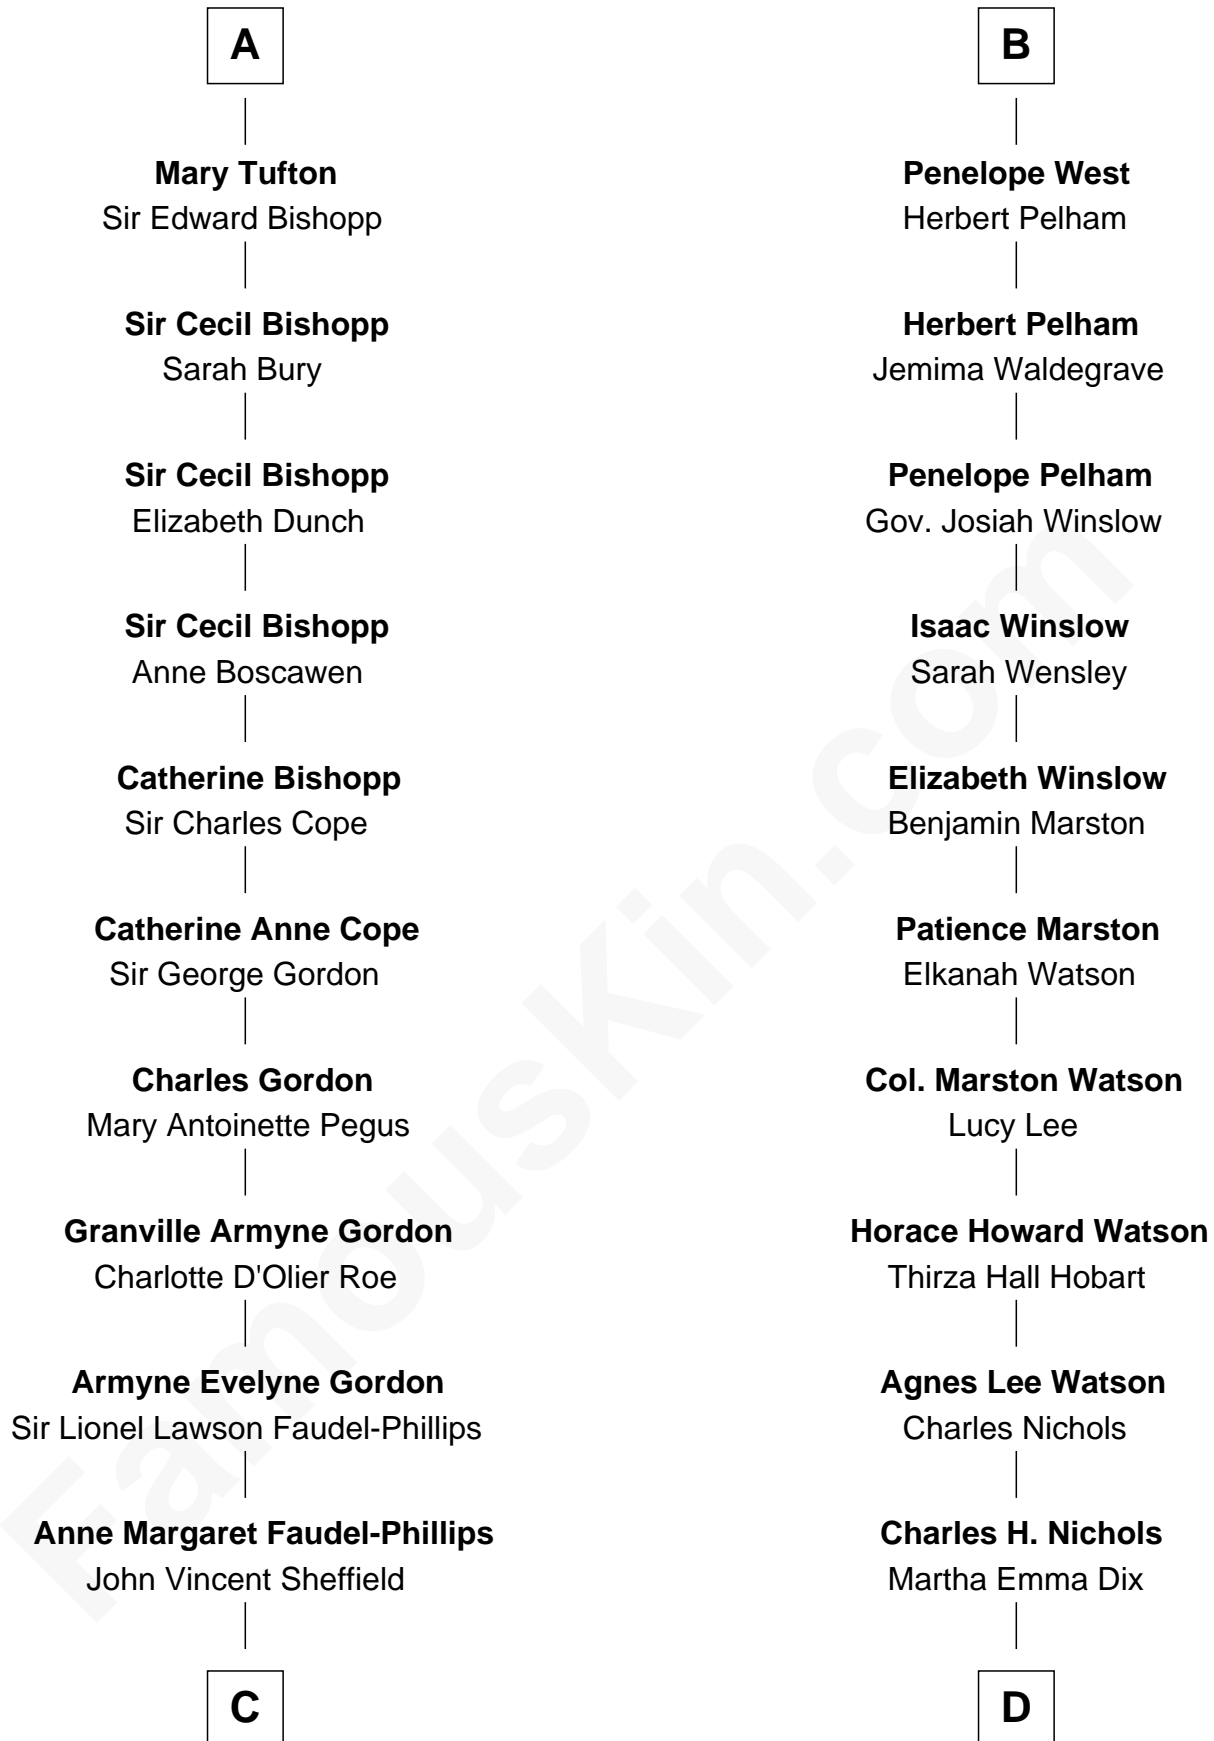 A
Mary Tufton
Sir Edward Bishopp
Sir Cecil Bishopp
Sarah Bury
Sir Cecil Bishopp
Elizabeth Dunch
Sir Cecil Bishopp
Anne Boscawen
Catherine Bishopp
Sir Charles Cope
Catherine Anne Cope
Sir George Gordon
Charles Gordon
Mary Antoinette Pegus
Granville Armyne Gordon
Charlotte D'Olier Roe
Armyne Evelyne Gordon
Sir Lionel Lawson Faudel-Phillips
Anne Margaret Faudel-Phillips
John Vincent Sheffield
C
B
Penelope West
Herbert Pelham
Herbert Pelham
Jemima Waldegrave
Penelope Pelham
Gov. Josiah Winslow
Isaac Winslow
Sarah Wensley
Elizabeth Winslow
Benjamin Marston
Patience Marston
Elkanah Watson
Col. Marston Watson
Lucy Lee
Horace Howard Watson
Thirza Hall Hobart
Agnes Lee Watson
Charles Nichols
Charles H. Nichols
Martha Emma Dix
D
FamousKin.com